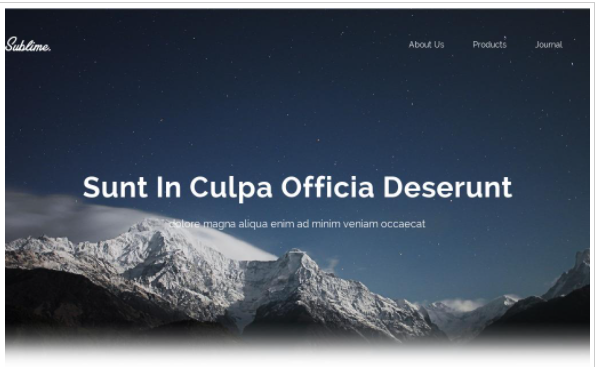 Sublime.
About Us Products Journal
Sunt In Culpa Officia Deserunt
dolore magna aliqua enim ad minim veniam occaecat